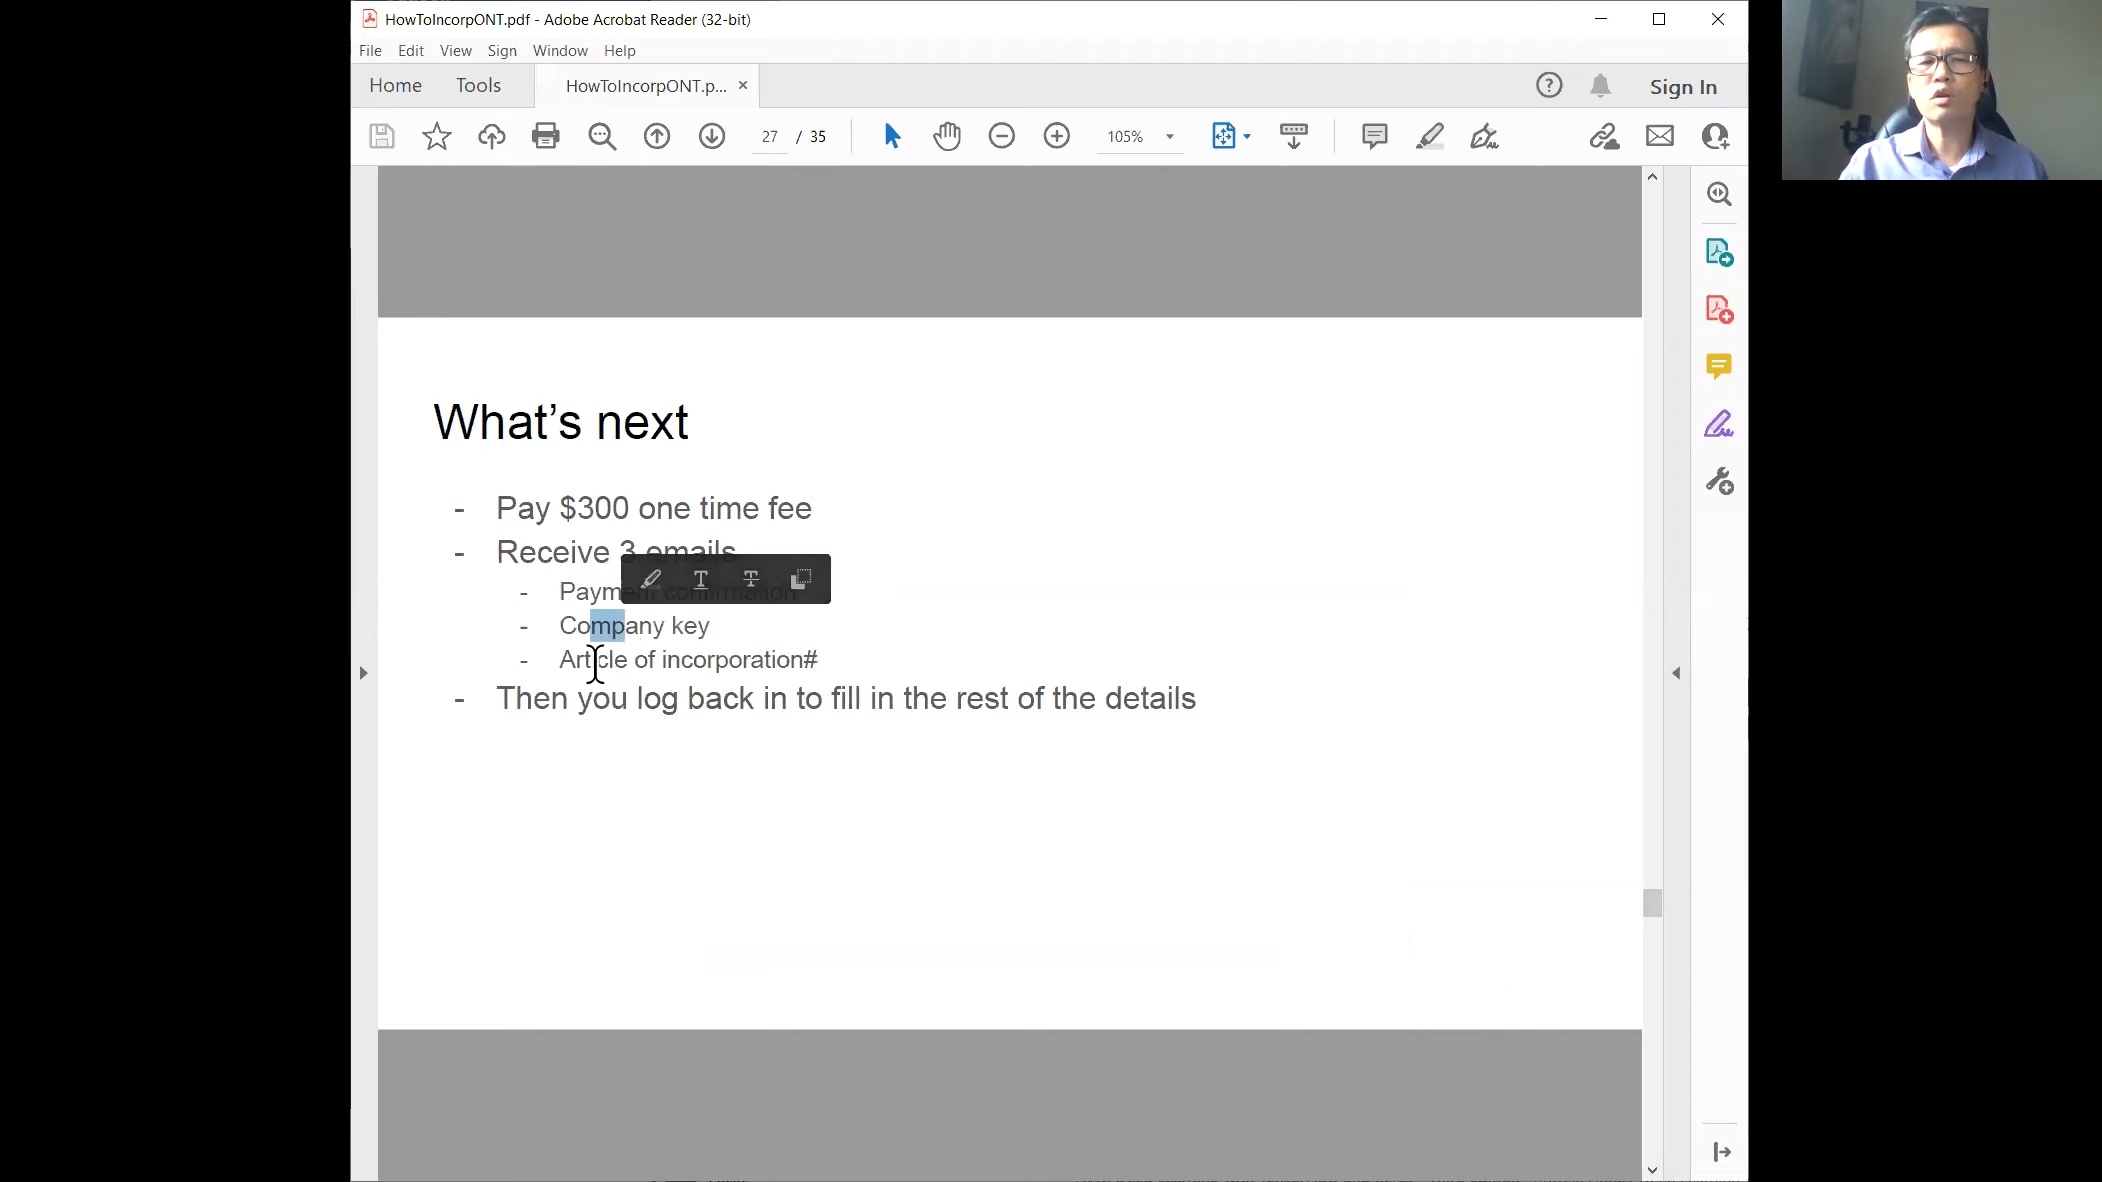 HowToIncorpONT.pdf - Adobe Acrobat Reader (32-bit)
File Edit View Sign Window Help
Home Tools HowToIncorpONT.p... Sign In
27 / 35 105%
What's next
- Pay $300 one time fee
- Receive 3 emails
- Payment confirmation
- Company key
- Article of incorporation#
- Then you log back in to fill in the rest of the details